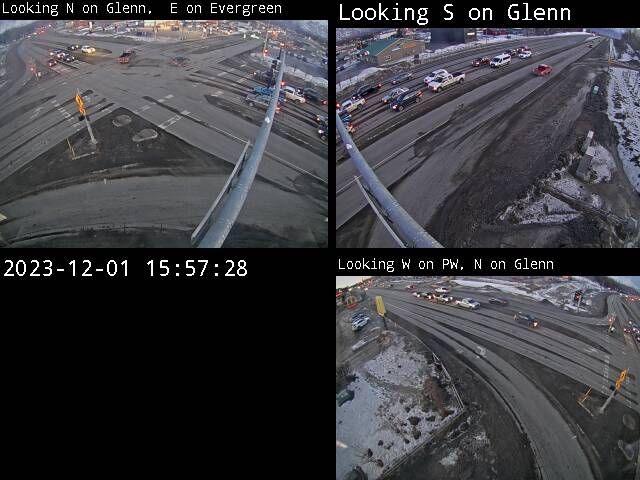 Looking N on Glenn,  E on Evergreen
Looking S on Glenn
2023-12-01 15:57:28
Looking W on PW, N on Glenn